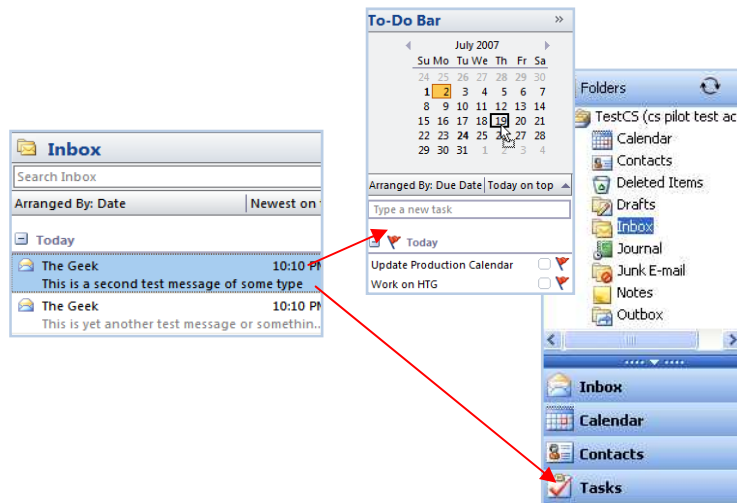 Inbox
Search Inbox
Arranged By: Date Newest on
Today
The Geek 10:10 PM
This is a second test message of some type
The Geek 10:10 PM
This is yet another test message or somethin...
To-Do Bar »
July 2007
Su Mo Tu We Th Fr Sa
24 25 26 27 28 29 30
1 2 3 4 5 6 7
8 9 10 11 12 13 14
15 16 17 18 19 20 21
22 23 24 25 26 27 28
29 30 31 1 2 3 4
Arranged By: Due Date Today on top
Type a new task
Today
Update Production Calendar
Work on HTG
Folders
TestCS (cs pilot test ac
Calendar
Contacts
Deleted Items
Drafts
Inbox
Journal
Junk E-mail
Notes
Outbox
Inbox
Calendar
Contacts
Tasks